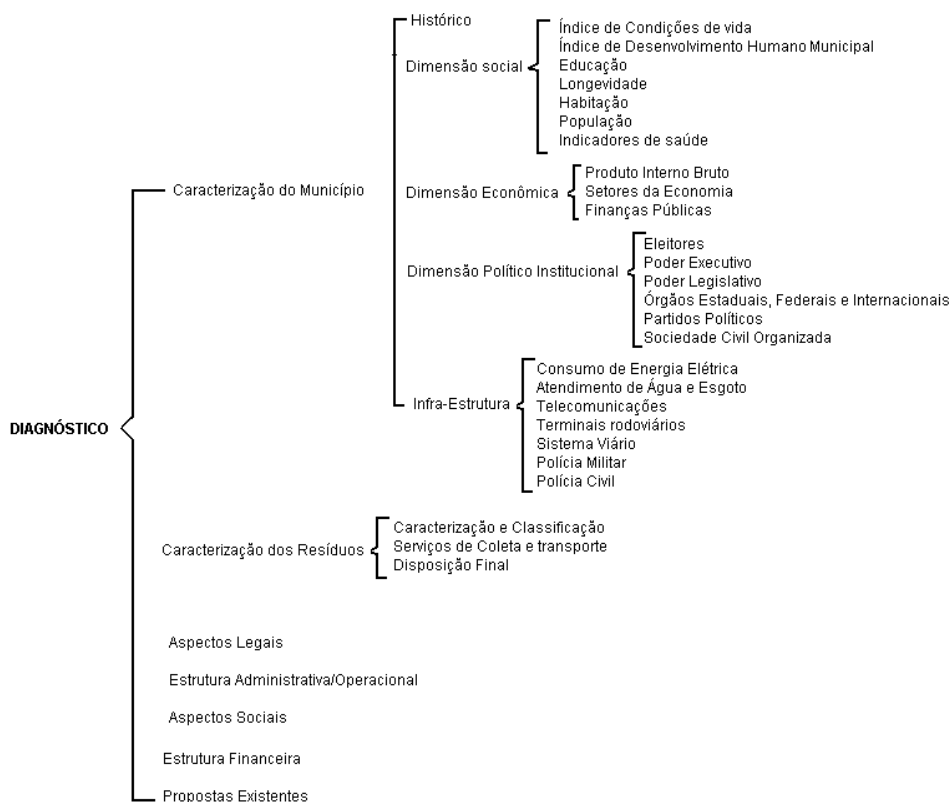 DIAGNÓSTICO
Caracterização do Município
Histórico
Dimensão social
Índice de Condições de vida
Índice de Desenvolvimento Humano Municipal
Educação
Longevidade
Habitação
População
Indicadores de saúde
Dimensão Econômica
Produto Interno Bruto
Setores da Economia
Finanças Públicas
Dimensão Político Institucional
Eleitores
Poder Executivo
Poder Legislativo
Órgãos Estaduais, Federais e Internacionais
Partidos Políticos
Sociedade Civil Organizada
Infra-Estrutura
Consumo de Energia Elétrica
Atendimento de Água e Esgoto
Telecomunicações
Terminais rodoviários
Sistema Viário
Polícia Militar
Polícia Civil
Caracterização dos Resíduos
Caracterização e Classificação
Serviços de Coleta e transporte
Disposição Final
Aspectos Legais
Estrutura Administrativa/Operacional
Aspectos Sociais
Estrutura Financeira
Propostas Existentes